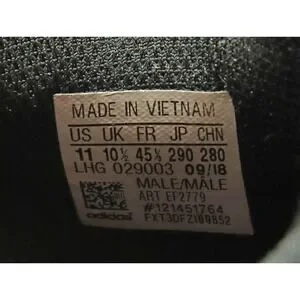 MADE IN VIETNAM
US UK FR JP CHN
11 10½ 45⅓ 290 280
LHG 029003 09/18
MALE/MALE
ART EF2779
#121451764
adidas